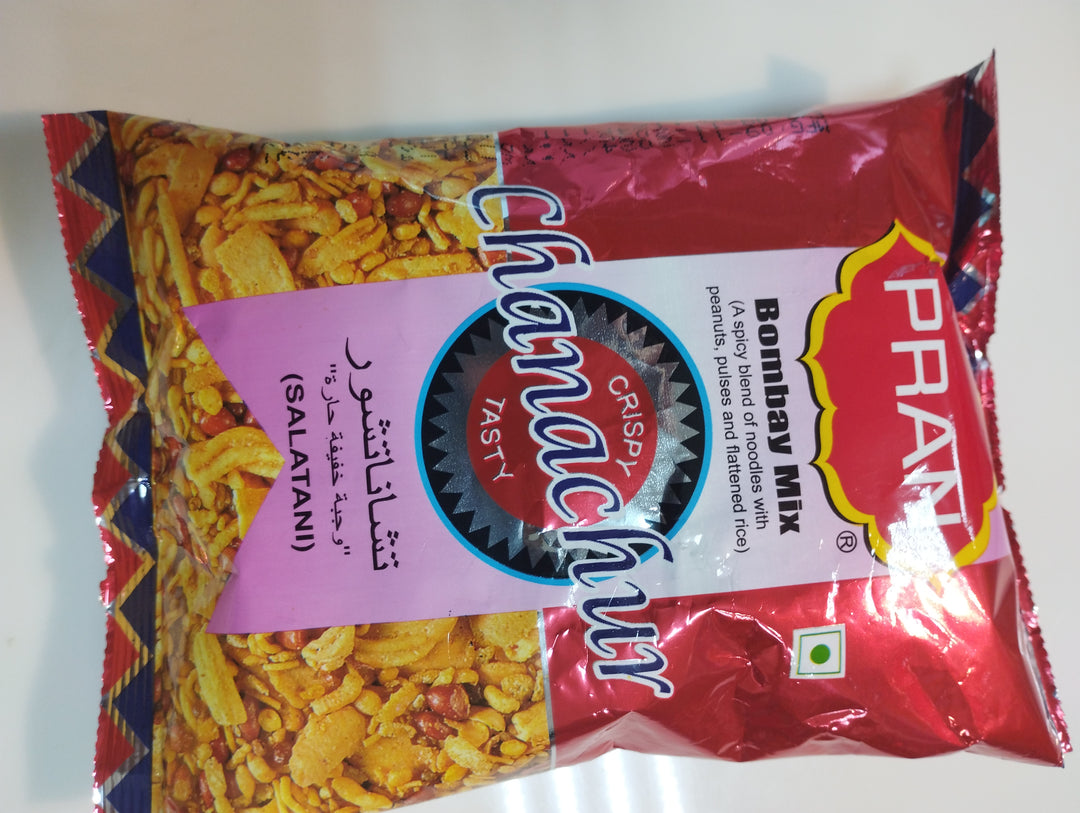 PRAN
®
Bombay Mix
(A spicy blend of noodles with
peanuts, pulses and flattened rice)
CRISPY
Chanachur
TASTY
تشاناتشور
"وجبة خفيفة حارة"
(SALATANI)